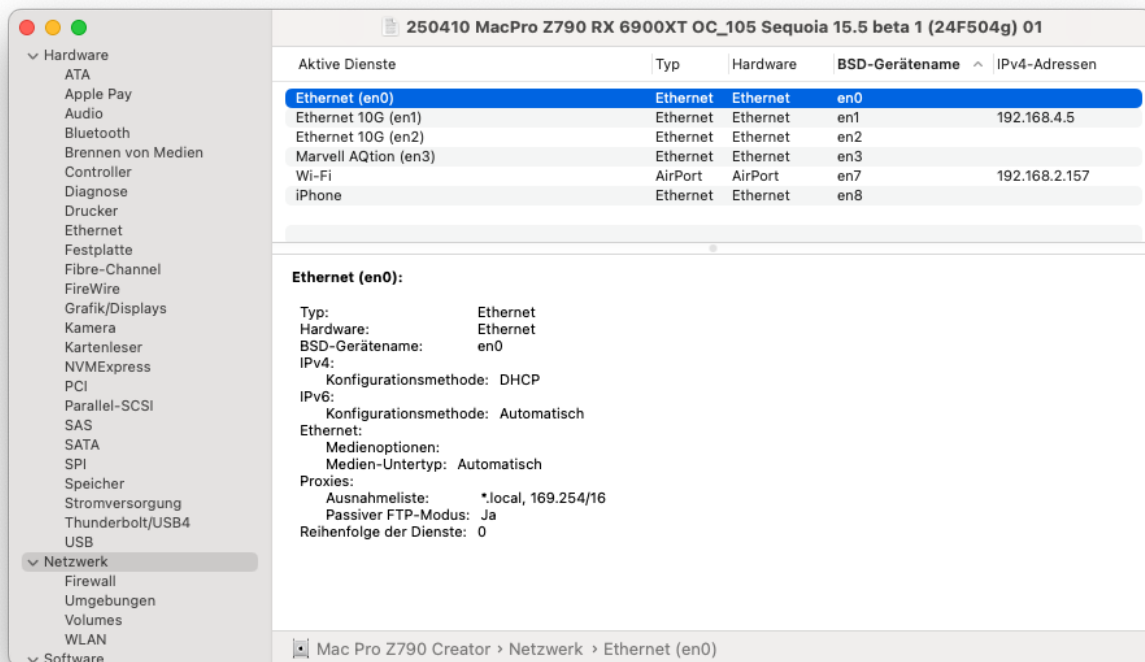 250410 MacPro Z790 RX 6900XT OC_105 Sequoia 15.5 beta 1 (24F504g) 01
Hardware
ATA
Apple Pay
Audio
Bluetooth
Brennen von Medien
Controller
Diagnose
Drucker
Ethernet
Festplatte
Fibre-Channel
FireWire
Grafik/Displays
Kamera
Kartenleser
NVMExpress
PCI
Parallel-SCSI
SAS
SATA
SPI
Speicher
Stromversorgung
Thunderbolt/USB4
USB
Netzwerk
Firewall
Umgebungen
Volumes
WLAN
Software
Aktive Dienste Typ Hardware BSD-Gerätename IPv4-Adressen
Ethernet (en0) Ethernet Ethernet en0
Ethernet 10G (en1) Ethernet Ethernet en1 192.168.4.5
Ethernet 10G (en2) Ethernet Ethernet en2
Marvell AQtion (en3) Ethernet Ethernet en3
Wi-Fi AirPort AirPort en7 192.168.2.157
iPhone Ethernet Ethernet en8
Ethernet (en0):
Typ: Ethernet
Hardware: Ethernet
BSD-Gerätename: en0
IPv4:
Konfigurationsmethode: DHCP
IPv6:
Konfigurationsmethode: Automatisch
Ethernet:
Medienoptionen:
Medien-Untertyp: Automatisch
Proxies:
Ausnahmeliste: *.local, 169.254/16
Passiver FTP-Modus: Ja
Reihenfolge der Dienste: 0
Mac Pro Z790 Creator › Netzwerk › Ethernet (en0)